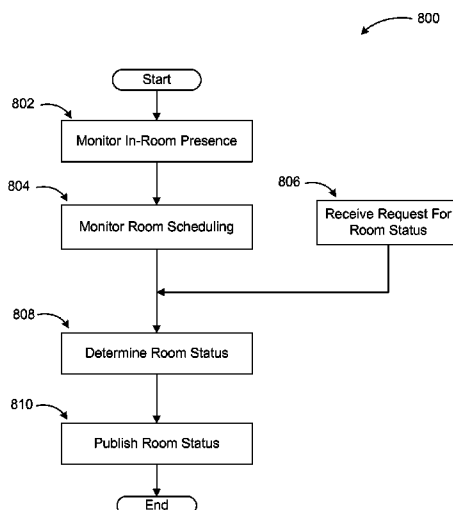 800
Start
802
Monitor In-Room Presence
804
806
Monitor Room Scheduling
Receive Request For
Room Status
808
Determine Room Status
810
Publish Room Status
End